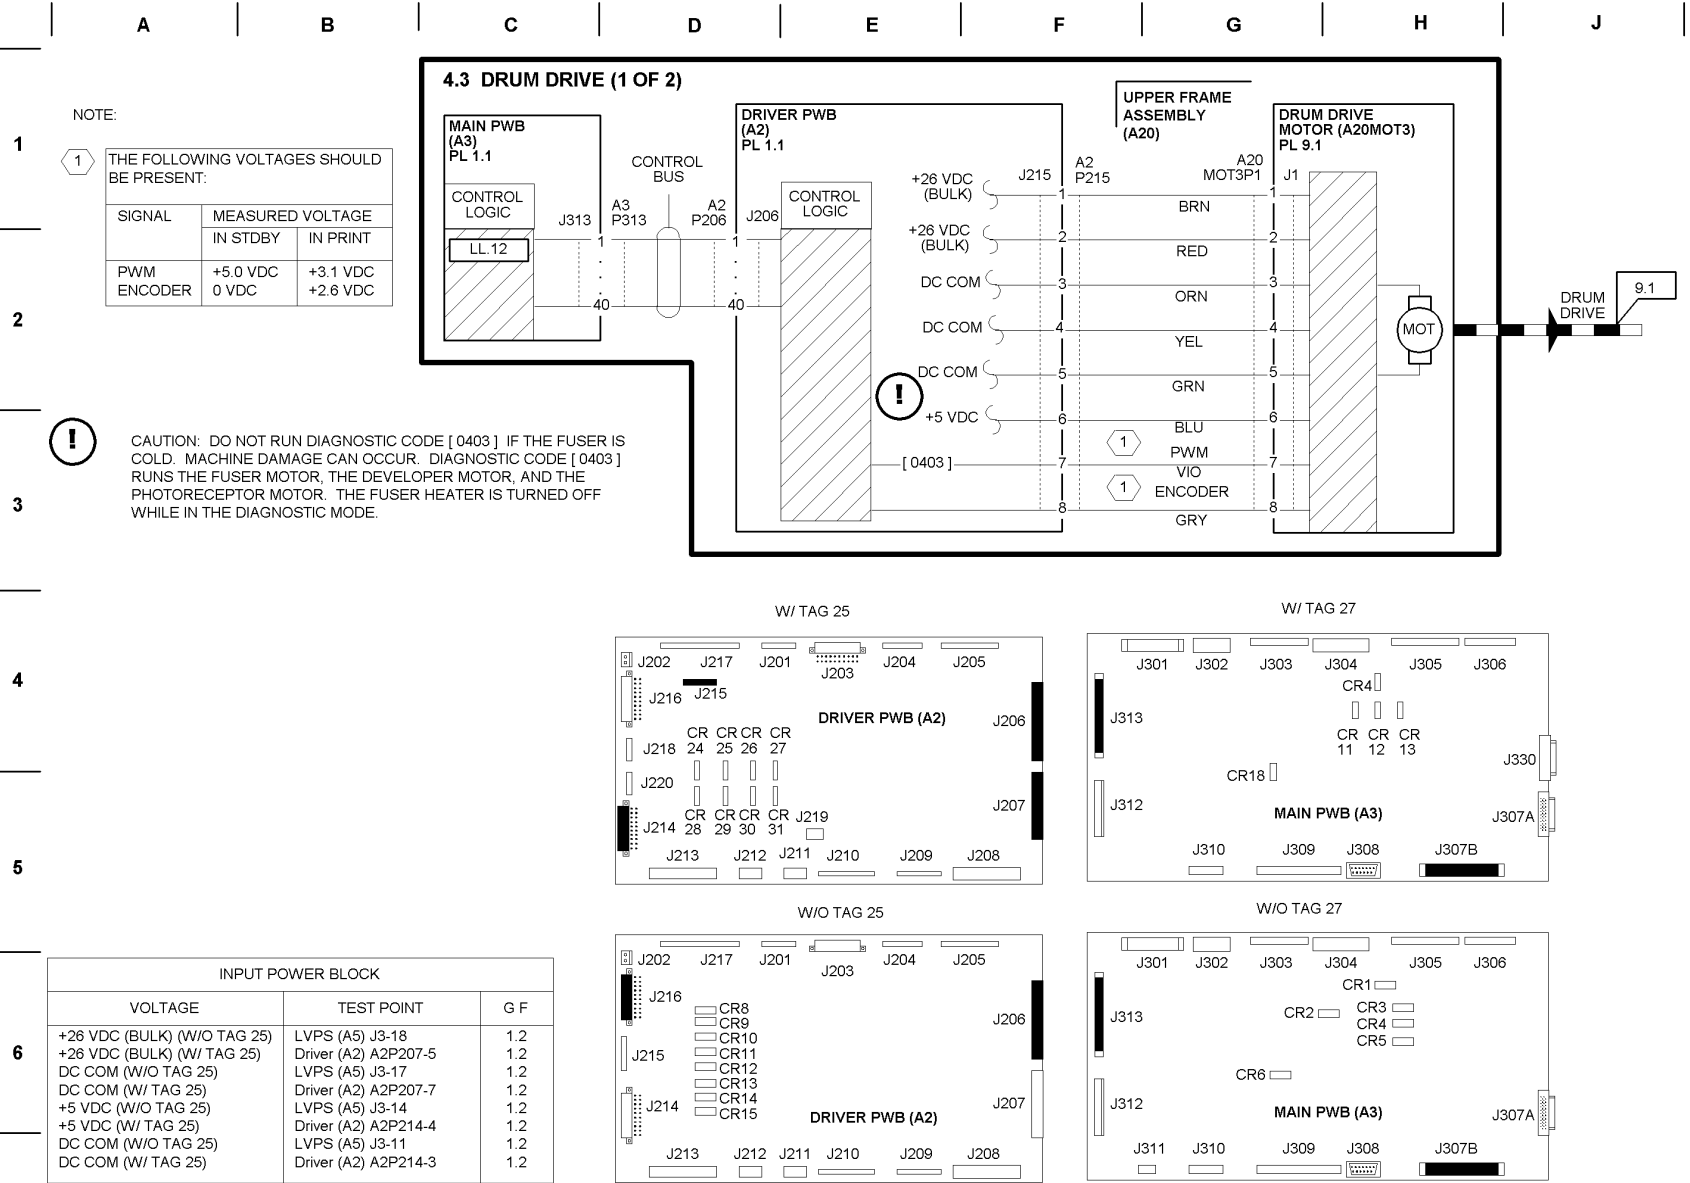 A B C D E F G H J
1
2
3
4
5
6
4.3 DRUM DRIVE (1 OF 2)
NOTE:
1
THE FOLLOWING VOLTAGES SHOULD
BE PRESENT:
SIGNAL MEASURED VOLTAGE
IN STDBY IN PRINT
PWM +5.0 VDC +3.1 VDC
ENCODER 0 VDC +2.6 VDC
MAIN PWB
(A3)
PL 1.1
CONTROL
LOGIC
LL.12
J313
A3
P313
CONTROL
BUS
A2
P206
J206
1 1
40 40
DRIVER PWB
(A2)
PL 1.1
CONTROL
LOGIC
UPPER FRAME
ASSEMBLY
(A20)
DRUM DRIVE
MOTOR (A20MOT3)
PL 9.1
J215
A2
P215
A20
MOT3P1
J1
+26 VDC
(BULK)
1 BRN 1
+26 VDC
(BULK)
2 RED 2
DC COM 3 ORN 3
DC COM 4 YEL 4
DC COM 5 GRN 5
+5 VDC 6 BLU 6
[ 0403 ] 7 1 PWM 7
VIO
1 ENCODER
8 GRY 8
!
MOT
DRUM
DRIVE
9.1
!
CAUTION: DO NOT RUN DIAGNOSTIC CODE [ 0403 ] IF THE FUSER IS
COLD. MACHINE DAMAGE CAN OCCUR. DIAGNOSTIC CODE [ 0403 ]
RUNS THE FUSER MOTOR, THE DEVELOPER MOTOR, AND THE
PHOTORECEPTOR MOTOR. THE FUSER HEATER IS TURNED OFF
WHILE IN THE DIAGNOSTIC MODE.
W/ TAG 25
J202 J217 J201 J203 J204 J205
J216 J215
DRIVER PWB (A2)
J206
J218
CR CR CR CR
24 25 26 27
J220
J207
J214
CR CR CR CR
28 29 30 31
J219
J213 J212 J211 J210 J209 J208
W/ TAG 27
J301 J302 J303 J304 J305 J306
CR4
J313
CR CR CR
11 12 13
J330
CR18
J312
MAIN PWB (A3)
J307A
J310 J309 J308 J307B
W/O TAG 25
J202 J217 J201 J203 J204 J205
J216
CR8
CR9
CR10
CR11
CR12
CR13
CR14
CR15
J206
J215
J214
J207
DRIVER PWB (A2)
J213 J212 J211 J210 J209 J208
W/O TAG 27
J301 J302 J303 J304 J305 J306
CR1
CR2
CR3
CR4
CR5
J313
CR6
J312
MAIN PWB (A3)
J307A
J311 J310 J309 J308 J307B
INPUT POWER BLOCK
VOLTAGE TEST POINT G F
+26 VDC (BULK) (W/O TAG 25) LVPS (A5) J3-18 1.2
+26 VDC (BULK) (W/ TAG 25) Driver (A2) A2P207-5 1.2
DC COM (W/O TAG 25) LVPS (A5) J3-17 1.2
DC COM (W/ TAG 25) Driver (A2) A2P207-7 1.2
+5 VDC (W/O TAG 25) LVPS (A5) J3-14 1.2
+5 VDC (W/ TAG 25) Driver (A2) A2P214-4 1.2
DC COM (W/O TAG 25) LVPS (A5) J3-11 1.2
DC COM (W/ TAG 25) Driver (A2) A2P214-3 1.2